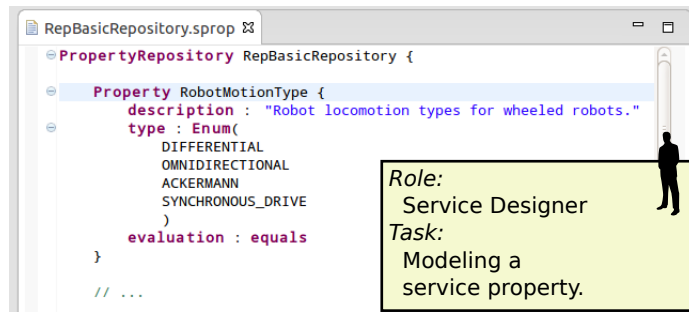 RepBasicRepository.sprop
PropertyRepository RepBasicRepository {
Property RobotMotionType {
description : "Robot locomotion types for wheeled robots."
type : Enum(
DIFFERENTIAL
OMNIDIRECTIONAL
ACKERMANN
SYNCHRONOUS_DRIVE
)
evaluation : equals
}
// ...
Role:
Service Designer
Task:
Modeling a
service property.